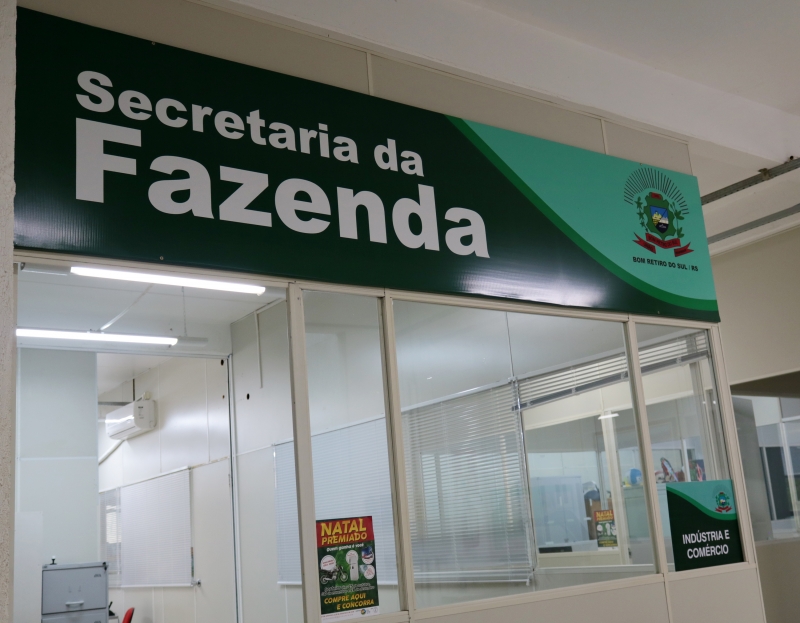 Secretaria da
Fazenda
BOM RETIRO DO SUL / RS
NATAL
PREMIADO
COMPRE AQUI
E CONCORRA
INDÚSTRIA E
COMÉRCIO